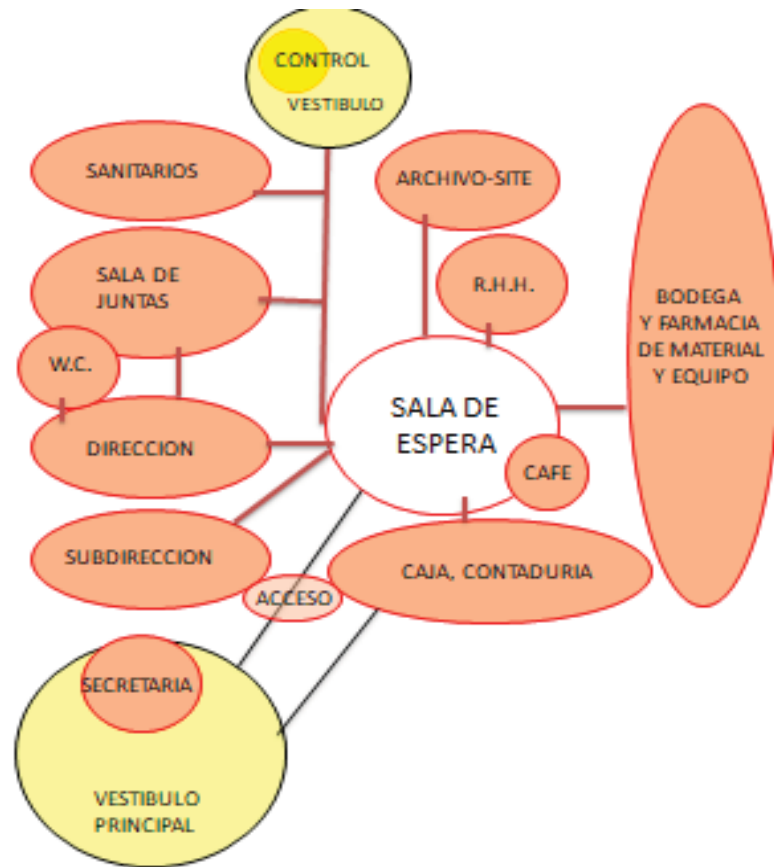 CONTROL
VESTIBULO
SANITARIOS
ARCHIVO-SITE
SALA DE
JUNTAS
R.H.H.
BODEGA
Y FARMACIA
DE MATERIAL
Y EQUIPO
W.C.
SALA DE
ESPERA
DIRECCION
CAFE
SUBDIRECCION
CAJA, CONTADURIA
ACCESO
SECRETARIA
VESTIBULO
PRINCIPAL